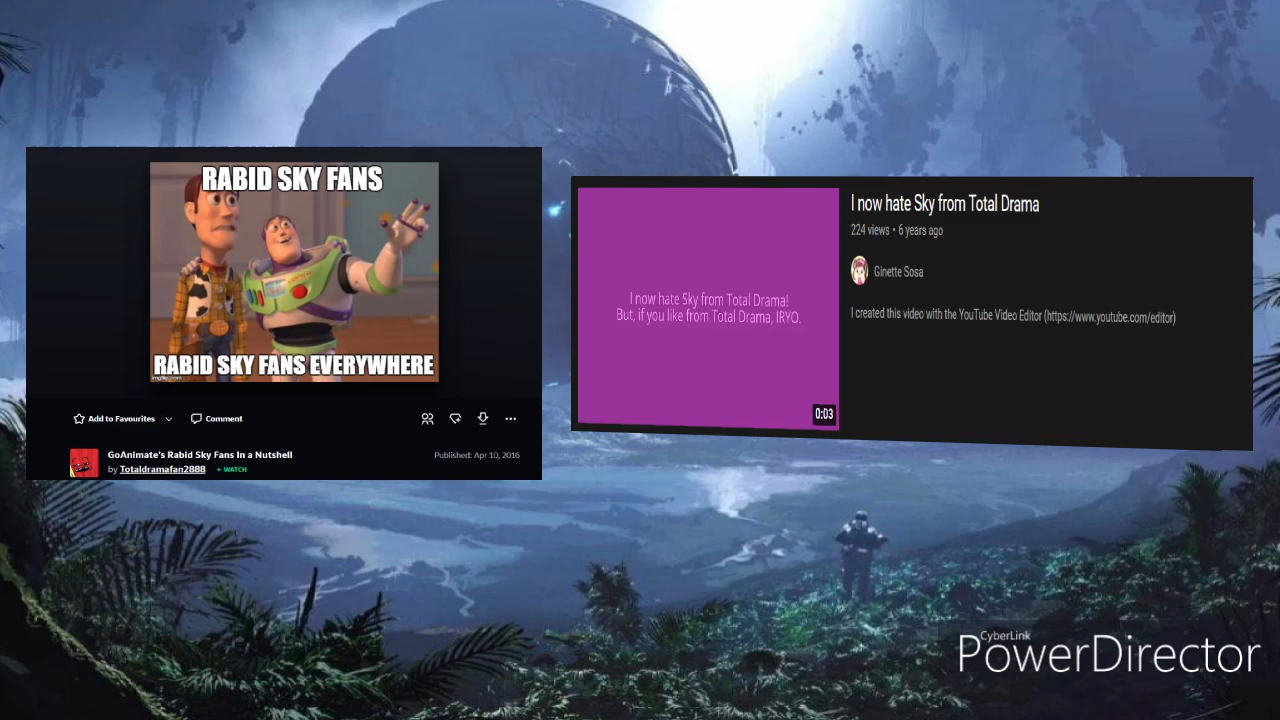 RABID SKY FANS
RABID SKY FANS EVERYWHERE
imgflip.com
Add to Favourites
Comment
GoAnimate's Rabid Sky Fans In a Nutshell
by Totaldramafan2888 + WATCH
Published: Apr 10, 2016
I now hate Sky from Total Drama!
But, if you like from Total Drama, IRYO.
0:03
I now hate Sky from Total Drama
224 views • 6 years ago
Ginette Sosa
I created this video with the YouTube Video Editor (https://www.youtube.com/editor)
CyberLink
PowerDirector